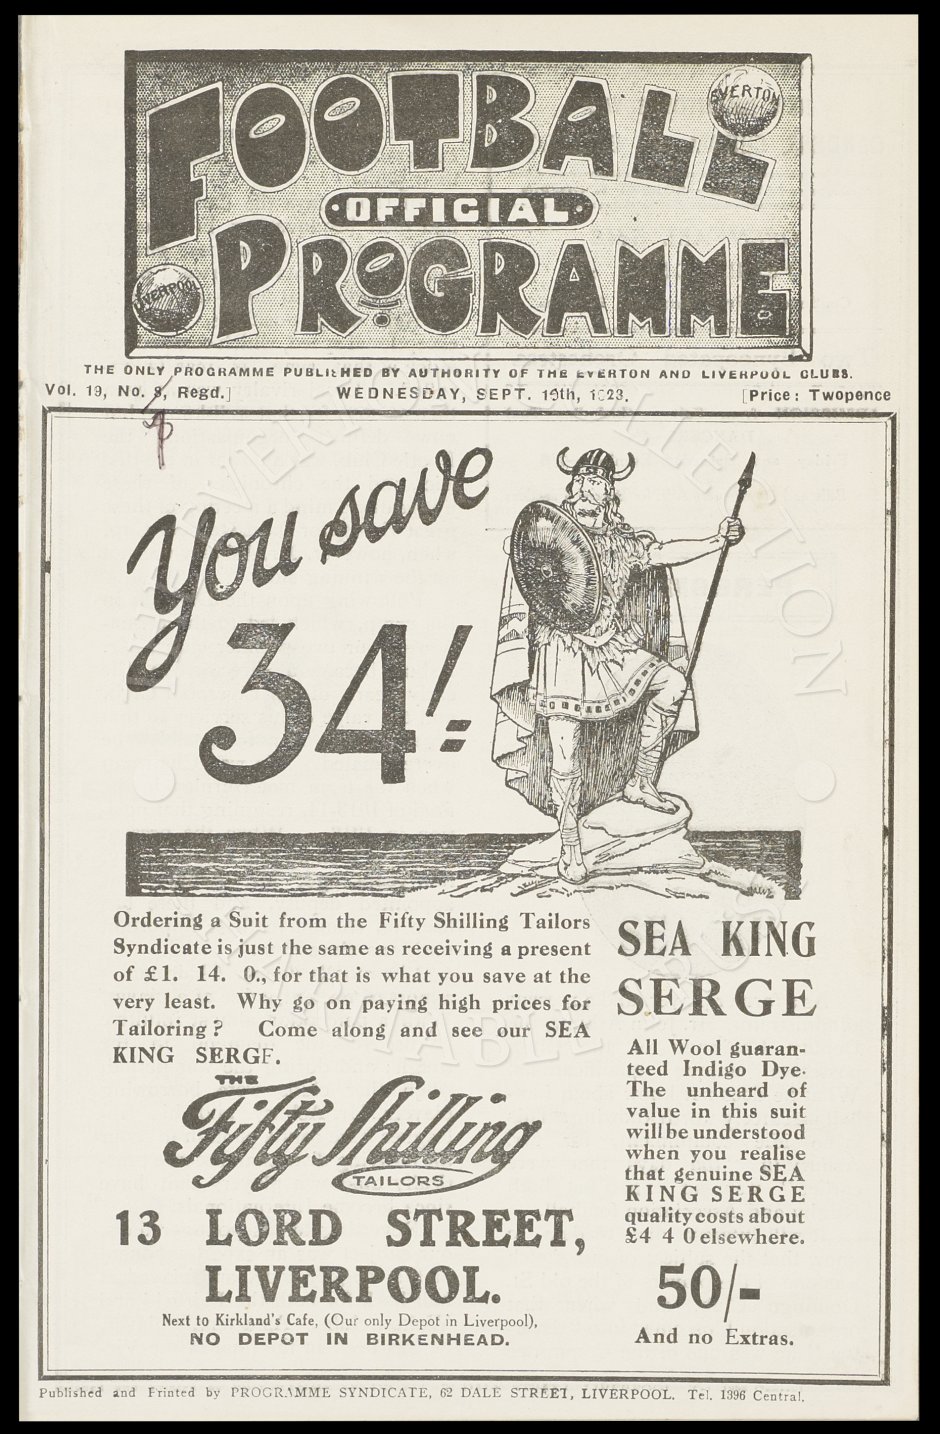 FOOTBALL
EVERTON
·OFFICIAL·
PROGRAMME
LIVERPOOL
THE ONLY PROGRAMME PUBLISHED BY AUTHORITY OF THE EVERTON AND LIVERPOOL CLUBS.
Vol. 19, No. 8, Regd.] WEDNESDAY, SEPT. 19th, 1923. [Price: Twopence
You save
34/-
Ordering a Suit from the Fifty Shilling Tailors
Syndicate is just the same as receiving a present
of £1. 14. 0., for that is what you save at the
very least. Why go on paying high prices for
Tailoring? Come along and see our SEA
KING SERGE.
THE
Fifty Shilling
TAILORS
13 LORD STREET,
LIVERPOOL.
Next to Kirkland's Cafe, (Our only Depot in Liverpool),
NO DEPOT IN BIRKENHEAD.
SEA KING
SERGE
All Wool guaran-
teed Indigo Dye.
The unheard of
value in this suit
will be understood
when you realise
that genuine SEA
KING SERGE
quality costs about
£4 4 0 elsewhere.
50/-
And no Extras.
Published and Printed by PROGRAMME SYNDICATE, 62 DALE STREET, LIVERPOOL. Tel. 1396 Central.
THE EVERTON COLLECTION
CHARITABLE TRUST